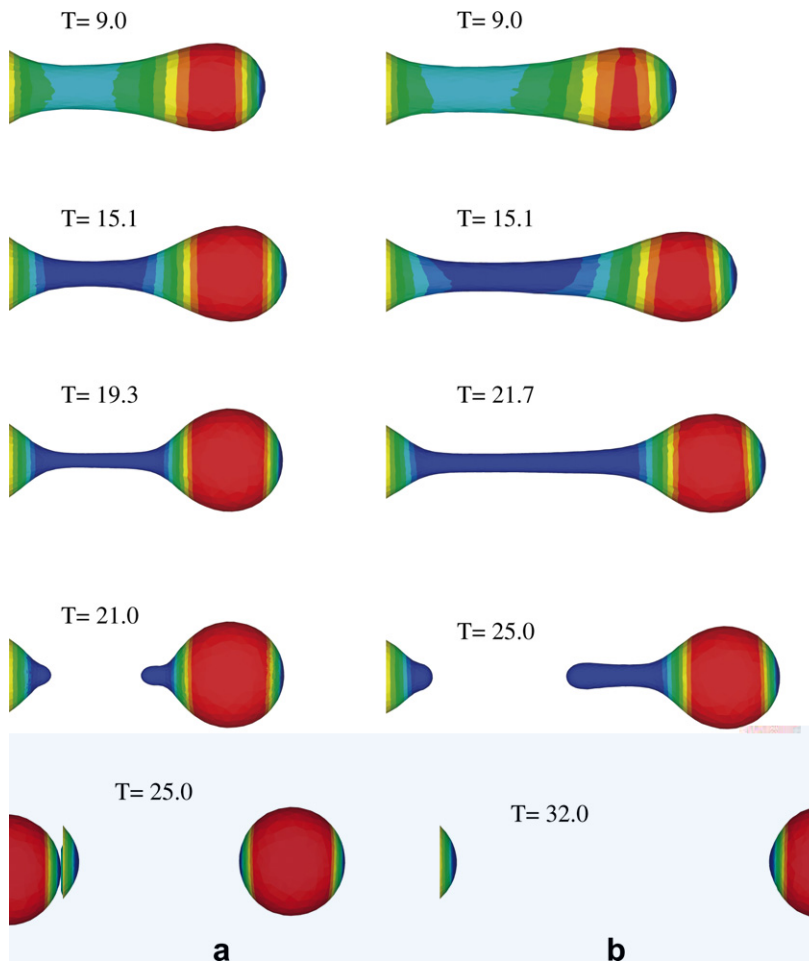 T= 9.0
T= 9.0
T= 15.1
T= 15.1
T= 19.3
T= 21.7
T= 21.0
T= 25.0
T= 25.0
T= 32.0
a
b